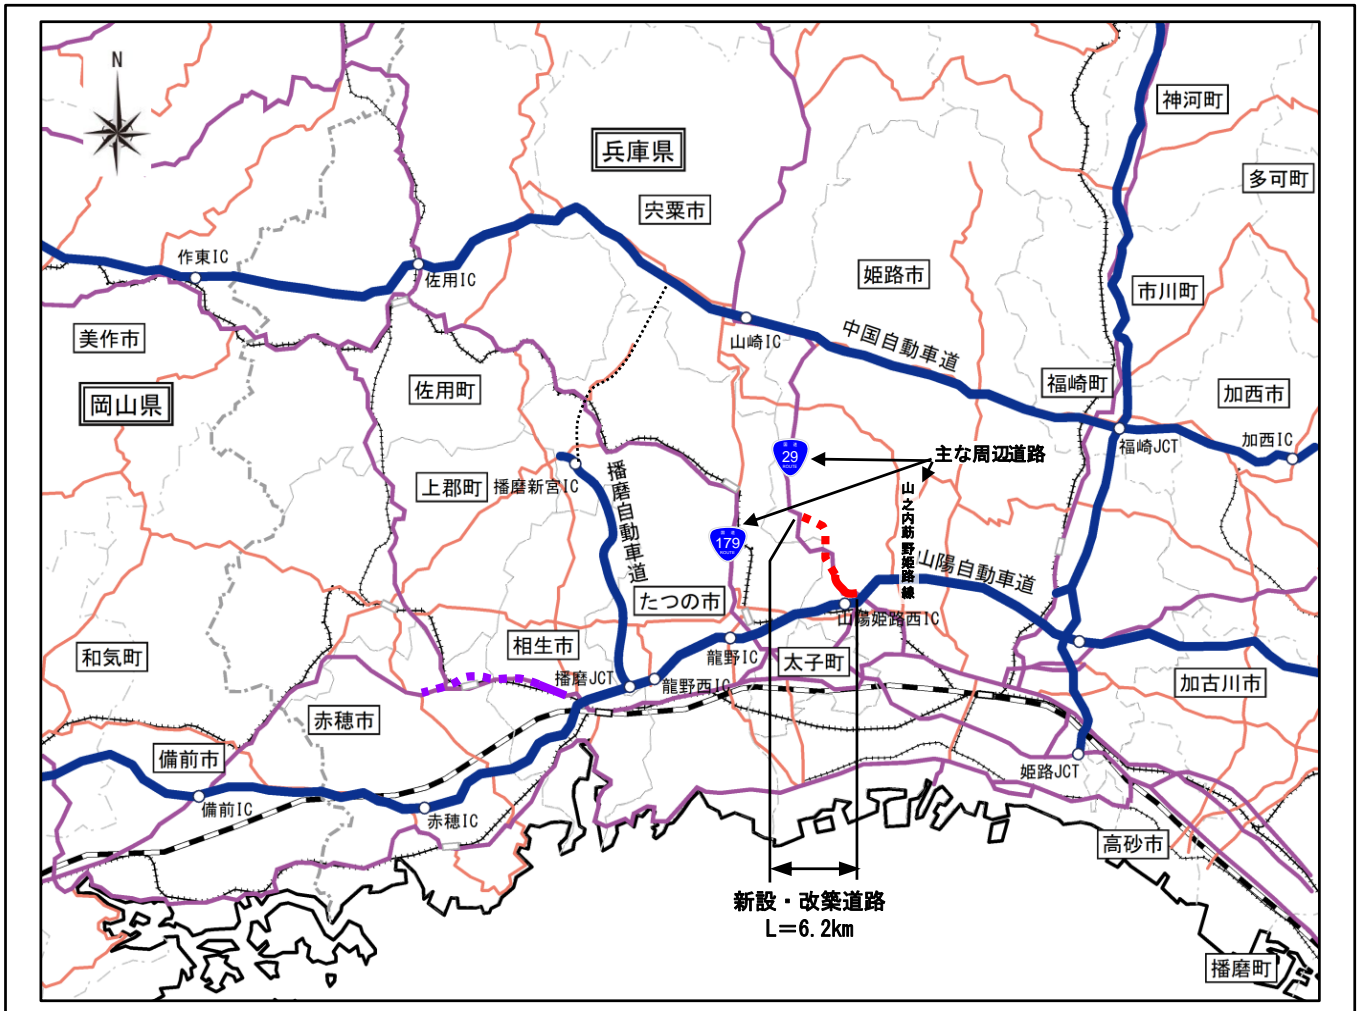 N
神河町
兵庫県
多可町
宍粟市
作東IC
佐用IC
姫路市
市川町
美作市
山崎IC
中国自動車道
佐用町
福崎町
加西市
岡山県
福崎JCT
加西IC
国道
29
ROUTE
主な周辺道路
上郡町
播磨新宮IC
播磨自動車道
山之内莇野姫路線
国道
179
ROUTE
山陽自動車道
たつの市
山陽姫路西IC
相生市
和気町
龍野IC
太子町
播磨JCT
龍野西IC
加古川市
赤穂市
備前市
姫路JCT
備前IC
赤穂IC
高砂市
新設・改築道路
L=6.2km
播磨町